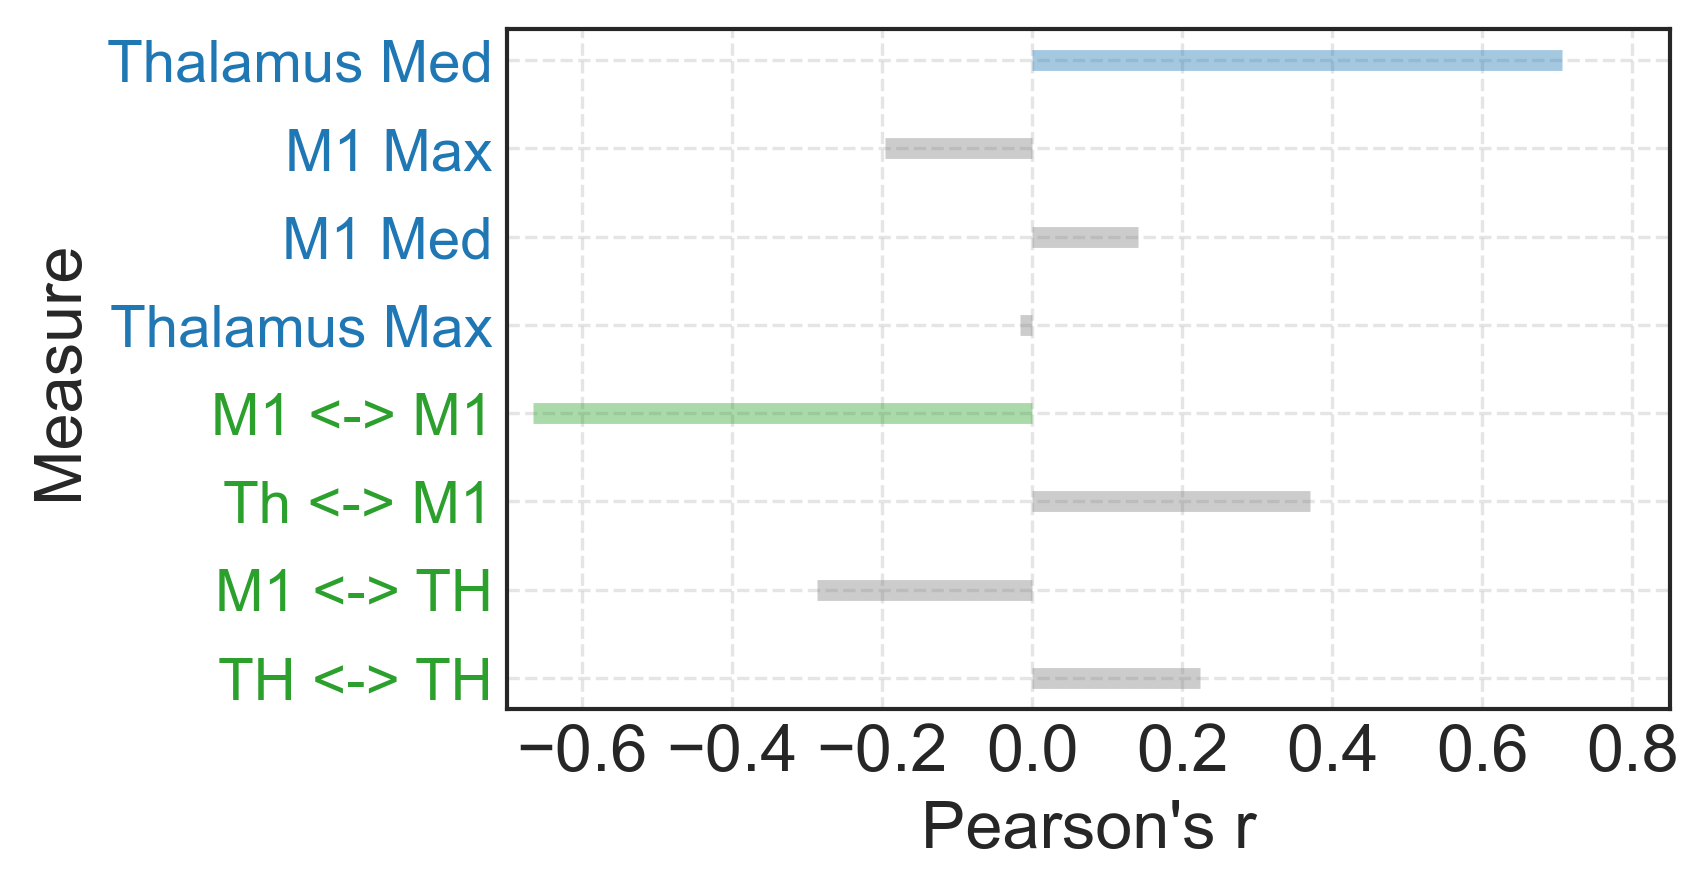 Measure
Thalamus Med
M1 Max
M1 Med
Thalamus Max
M1 <-> M1
Th <-> M1
M1 <-> TH
TH <-> TH
−0.6 −0.4 −0.2 0.0 0.2 0.4 0.6 0.8
Pearson's r